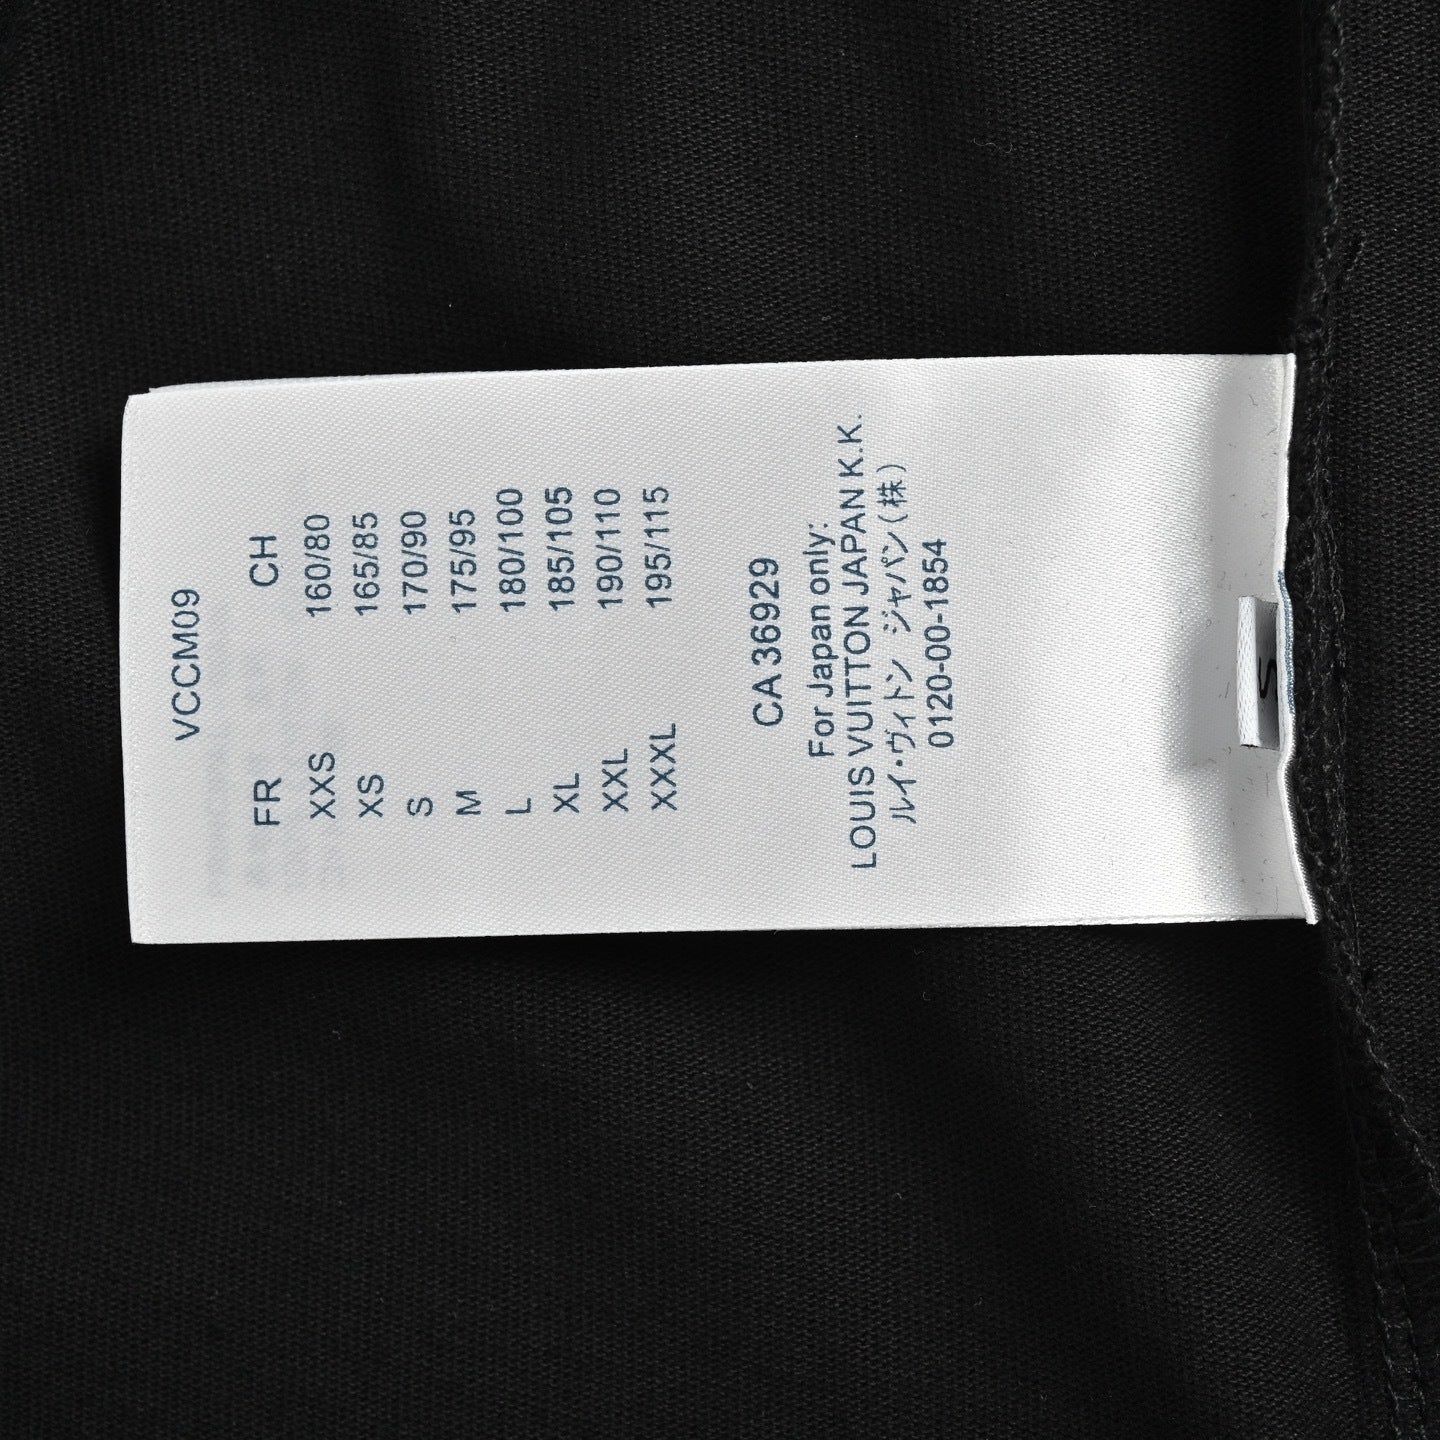 VCCM09
FR CH
XXS 160/80
XS 165/85
S 170/90
M 175/95
L 180/100
XL 185/105
XXL 190/110
XXXL 195/115
CA 36929
For Japan only:
LOUIS VUITTON JAPAN K.K.
ルイ・ヴィトン ジャパン(株)
0120-00-1854
S